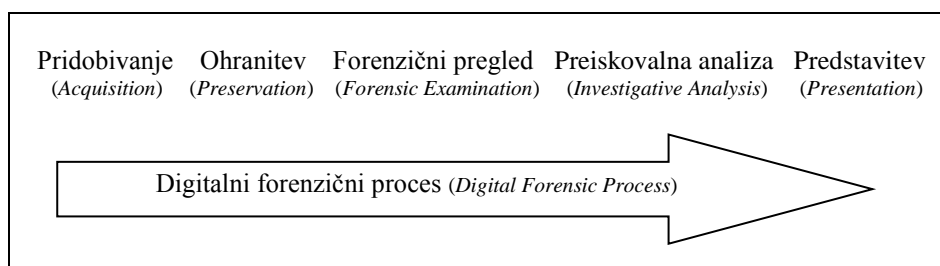 Pridobivanje Ohranitev Forenzični pregled Preiskovalna analiza Predstavitev
(Acquisition) (Preservation) (Forensic Examination) (Investigative Analysis) (Presentation)
Digitalni forenzični proces (Digital Forensic Process)